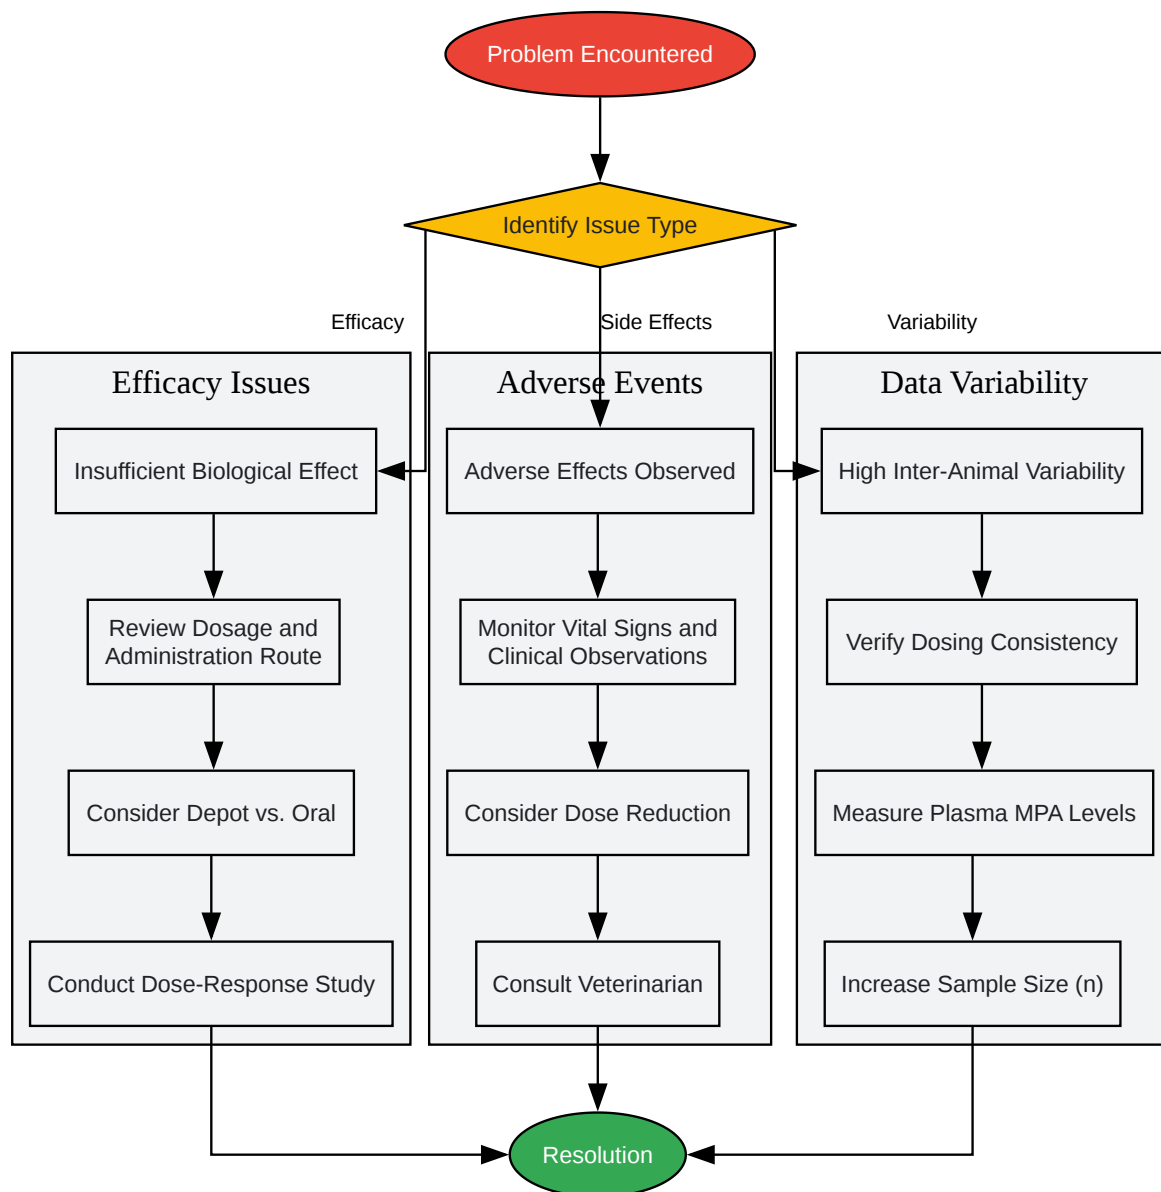 Problem Encountered
Identify Issue Type
Efficacy
Side Effects
Variability
Efficacy Issues
Insufficient Biological Effect
Review Dosage and
Administration Route
Consider Depot vs. Oral
Conduct Dose-Response Study
Adverse Events
Adverse Effects Observed
Monitor Vital Signs and
Clinical Observations
Consider Dose Reduction
Consult Veterinarian
Data Variability
High Inter-Animal Variability
Verify Dosing Consistency
Measure Plasma MPA Levels
Increase Sample Size (n)
Resolution